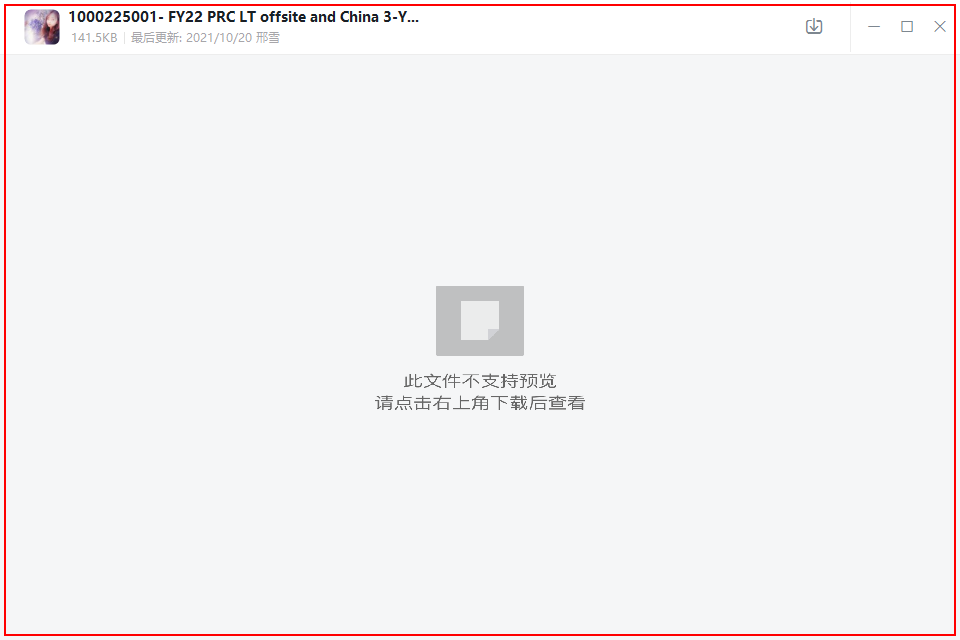 1000225001- FY22 PRC LT offsite and China 3-Y...
141.5KB 最后更新: 2021/10/20 邢雪
此文件不支持预览
请点击右上角下载后查看